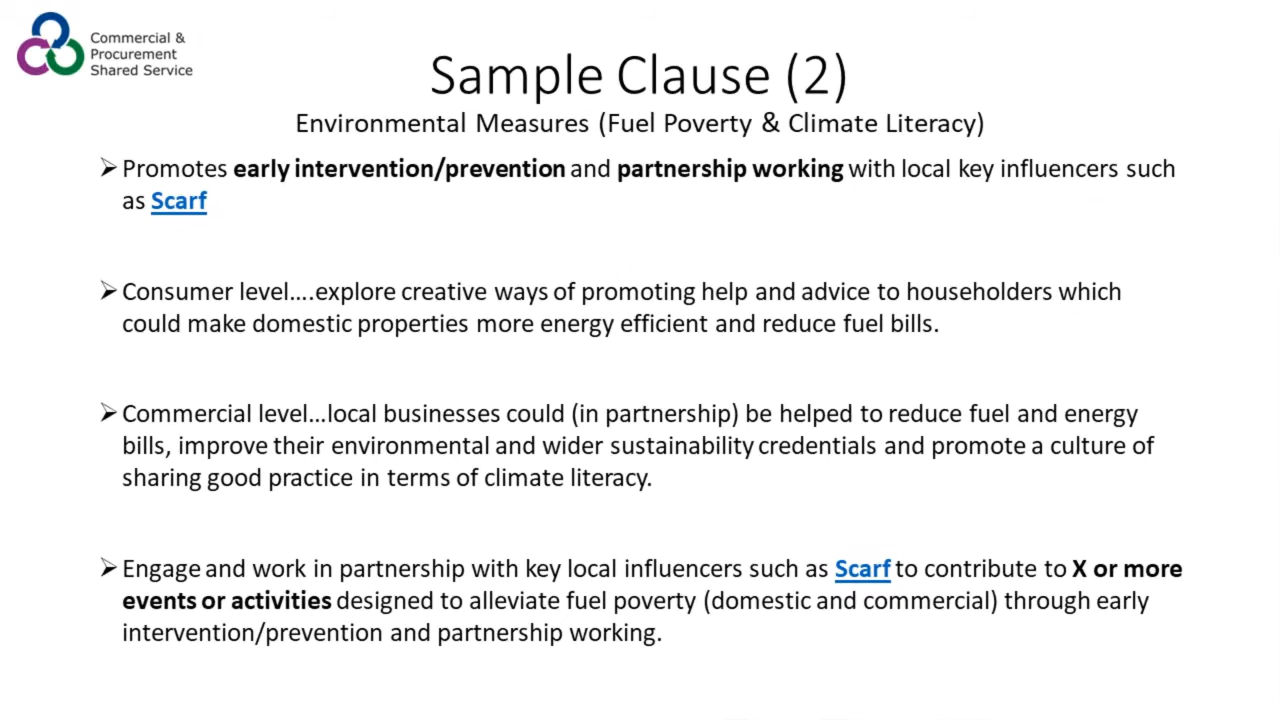 Commercial &
Procurement
Shared Service
Sample Clause (2)
Environmental Measures (Fuel Poverty & Climate Literacy)
➢Promotes early intervention/prevention and partnership working with local key influencers such
as Scarf
➢Consumer level….explore creative ways of promoting help and advice to householders which
could make domestic properties more energy efficient and reduce fuel bills.
➢Commercial level…local businesses could (in partnership) be helped to reduce fuel and energy
bills, improve their environmental and wider sustainability credentials and promote a culture of
sharing good practice in terms of climate literacy.
➢Engage and work in partnership with key local influencers such as Scarf to contribute to X or more
events or activities designed to alleviate fuel poverty (domestic and commercial) through early
intervention/prevention and partnership working.